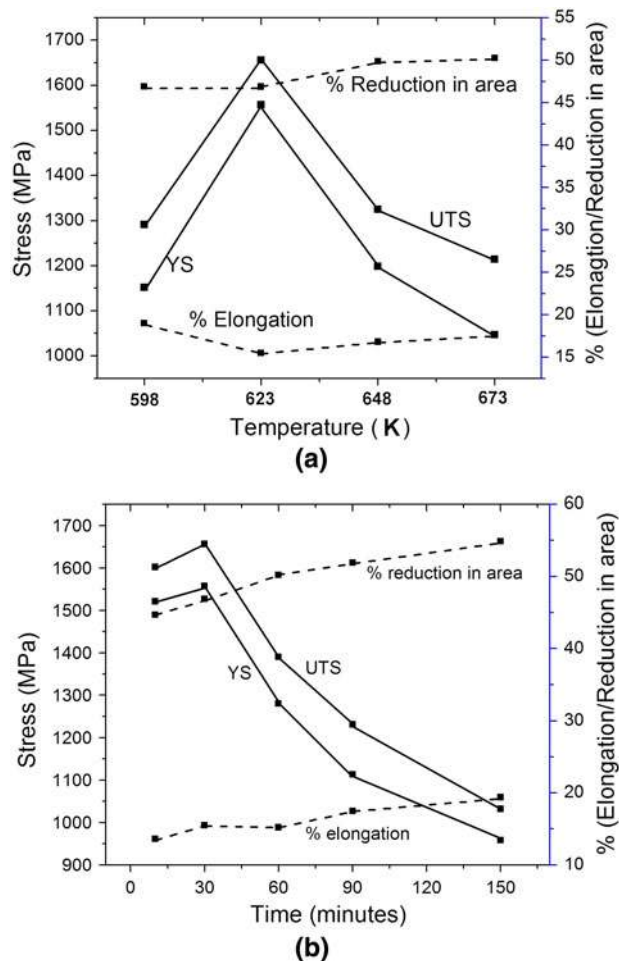 1700
1600
1500
1400
1300
1200
1100
1000
Stress (MPa)
55
50
45
40
35
30
25
20
15
% (Elonagtion/Reduction in area)
% Reduction in area
UTS
YS
% Elongation
598 623 648 673
Temperature ( K)
(a)
1700
1600
1500
1400
1300
1200
1100
1000
900
Stress (MPa)
60
50
40
30
20
10
% (Elongation/Reduction in area)
% reduction in area
YS UTS
% elongation
0 30 60 90 120 150
Time (minutes)
(b)